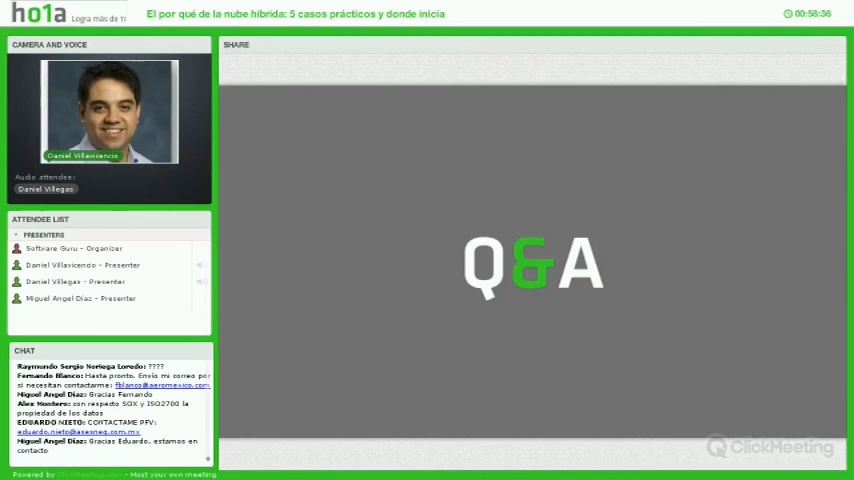 ho1a Logra más de TI
El por qué de la nube híbrida: 5 casos prácticos y donde inicia
00:58:36
CAMERA AND VOICE
SHARE
Daniel Villavicencio
Audio attendee:
Daniel Villegas
ATTENDEE LIST
PRESENTERS
Software Guru - Organizer
Daniel Villavicencio - Presenter
Daniel Villegas - Presenter
Miguel Angel Diaz - Presenter
Q&A
CHAT
Raymundo Sergio Noriega Loredo: ????
Fernando Blanco: Hasta pronto. Envío mi correo por
si necesitan contactarme: fblanco@aeromexico.com
Miguel Angel Diaz: Gracias Fernando
Alex Montero: con respecto SOX y ISO2700 la
propiedad de los datos
EDUARDO NIETO: CONTACTAME PFV:
eduardo.nieto@asesneg.com.mx
Miguel Angel Diaz: Gracias Eduardo, estamos en
contacto
ClickMeeting
Powered by ClickMeeting.com - Host your own meeting